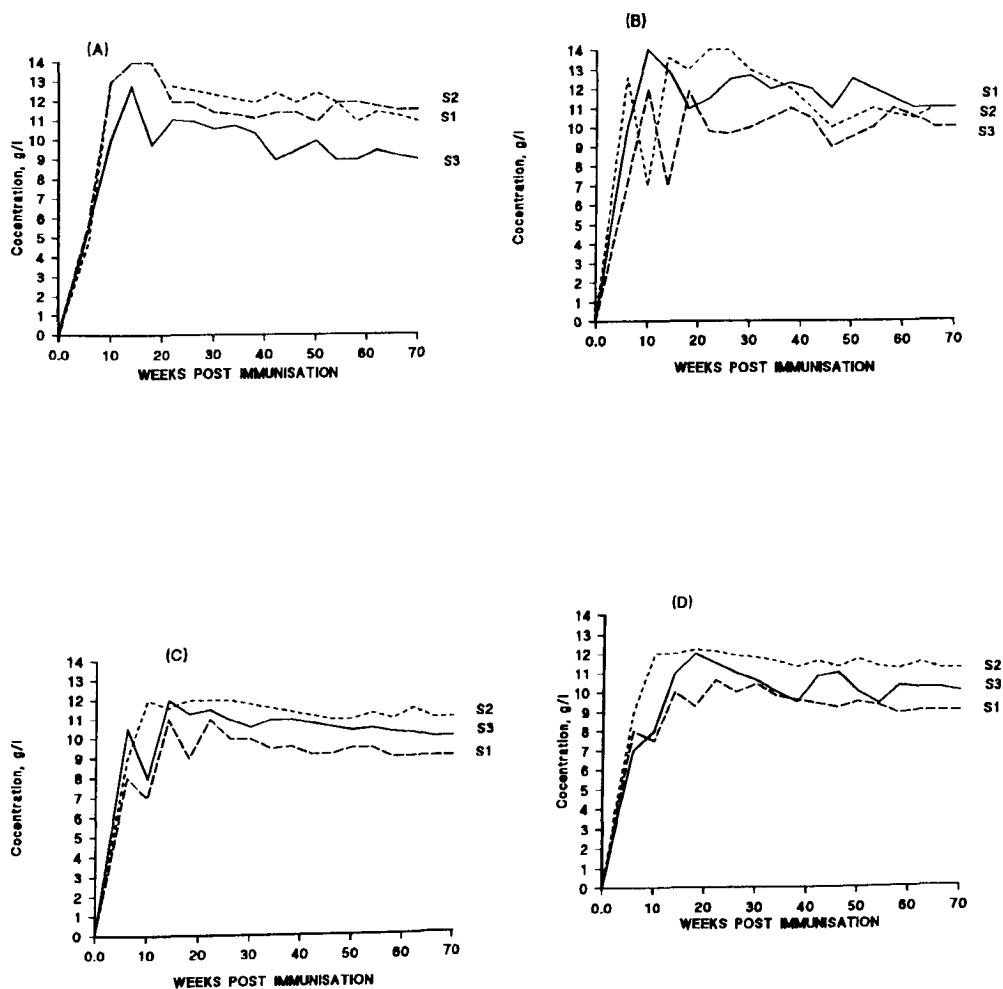 (A)
14
13
12
11
10
9
8
7
6
5
4
3
2
1
0
Cocentration, g/l
S2
S1
S3
0.0 10 20 30 40 50 60 70
WEEKS POST IMMUNISATION
(B)
14
13
12
11
10
9
8
7
6
5
4
3
2
1
0
Cocentration, g/l
S1
S2
S3
0.0 10 20 30 40 50 60 70
WEEKS POST IMMUNISATION
(C)
14
13
12
11
10
9
8
7
6
5
4
3
2
1
0
Cocentration, g/l
S2
S3
S1
0.0 10 20 30 40 50 60 70
WEEKS POST IMMUNISATION
(D)
14
13
12
11
10
9
8
7
6
5
4
3
2
1
0
Cocentration, g/l
S2
S3
S1
0.0 10 20 30 40 50 60 70
WEEKS POST IMMUNISATION